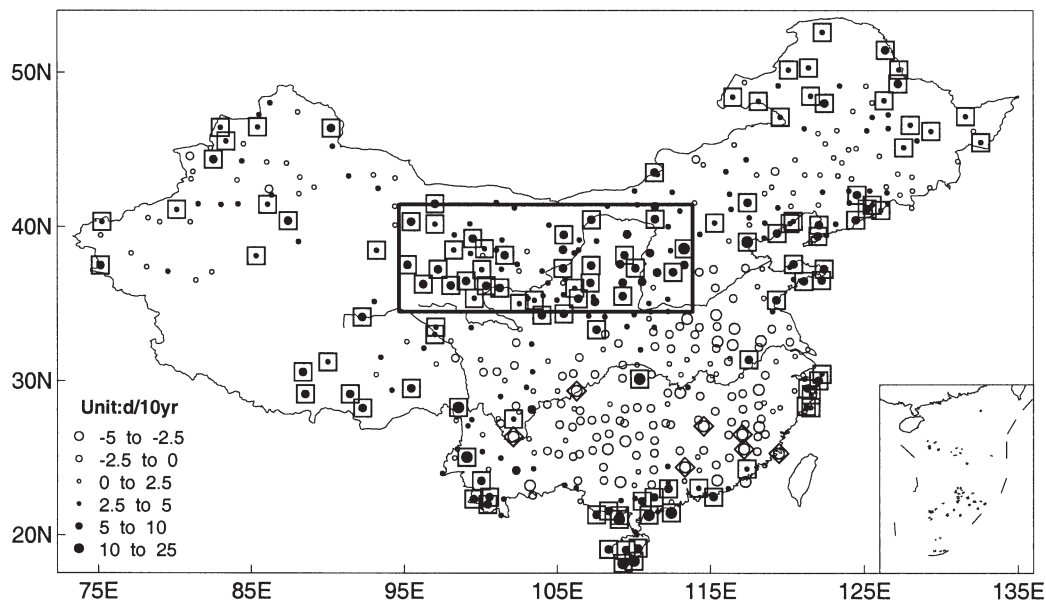 50N
40N
30N
20N
Unit:d/10yr
-5 to -2.5
-2.5 to 0
0 to 2.5
2.5 to 5
5 to 10
10 to 25
75E 85E 95E 105E 115E 125E 135E